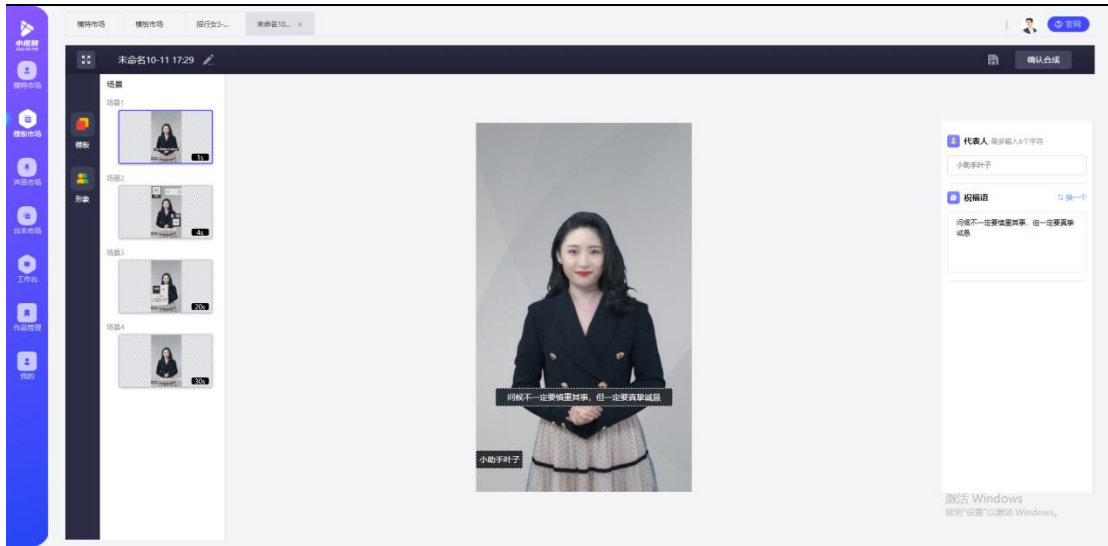 模特市场
模板市场
招行女3-...
未命名10... ×
官网
小视频
模特市场
模板市场
声音市场
台本市场
工作台
作品管理
我的
未命名10-11 17:29
确认合成
模板
形象
场景
场景1
1s
场景2
4s
场景3
20s
场景4
30s
问候不一定要慎重其事，但一定要真挚诚恳
小助手叶子
代表人 最多输入6个字符
小助手叶子
祝福语 换一个
问候不一定要慎重其事，但一定要真挚
诚恳
激活 Windows
转到"设置"以激活 Windows。